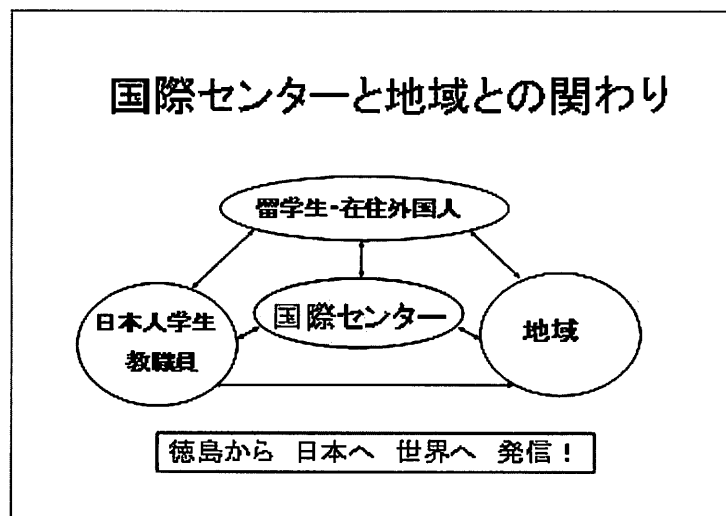 国際センターと地域との関わり
留学生・在住外国人
国際センター
日本人学生
教職員
地域
徳島から 日本へ 世界へ 発信！